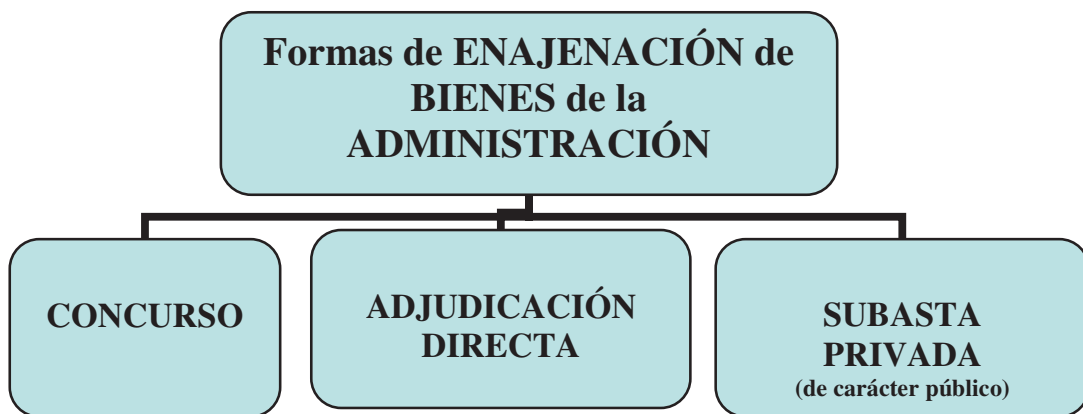 Formas de ENAJENACIÓN de
BIENES de la
ADMINISTRACIÓN
CONCURSO
ADJUDICACIÓN
DIRECTA
SUBASTA
PRIVADA
(de carácter público)